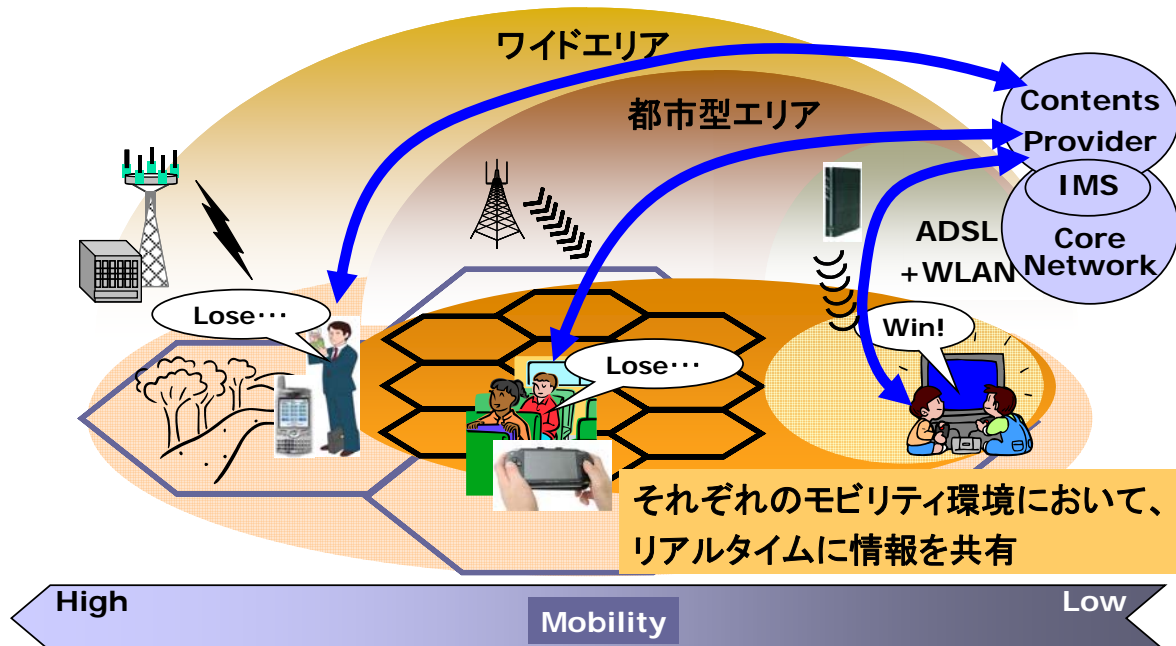 ワイドエリア
都市型エリア
Contents
Provider
IMS
Core
Network
ADSL
+WLAN
Lose…
Lose…
Win!
それぞれのモビリティ環境において、
リアルタイムに情報を共有
High
Low
Mobility